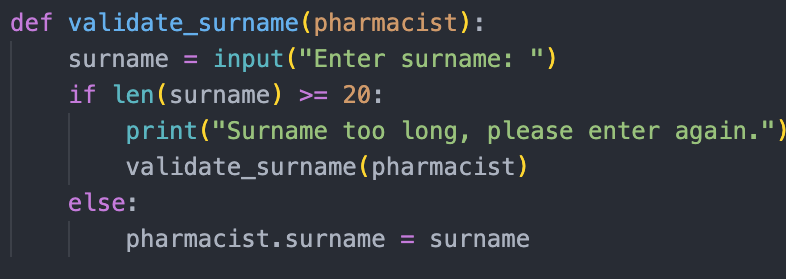 def validate_surname(pharmacist):
    surname = input("Enter surname: ")
    if len(surname) >= 20:
        print("Surname too long, please enter again.")
        validate_surname(pharmacist)
    else:
        pharmacist.surname = surname